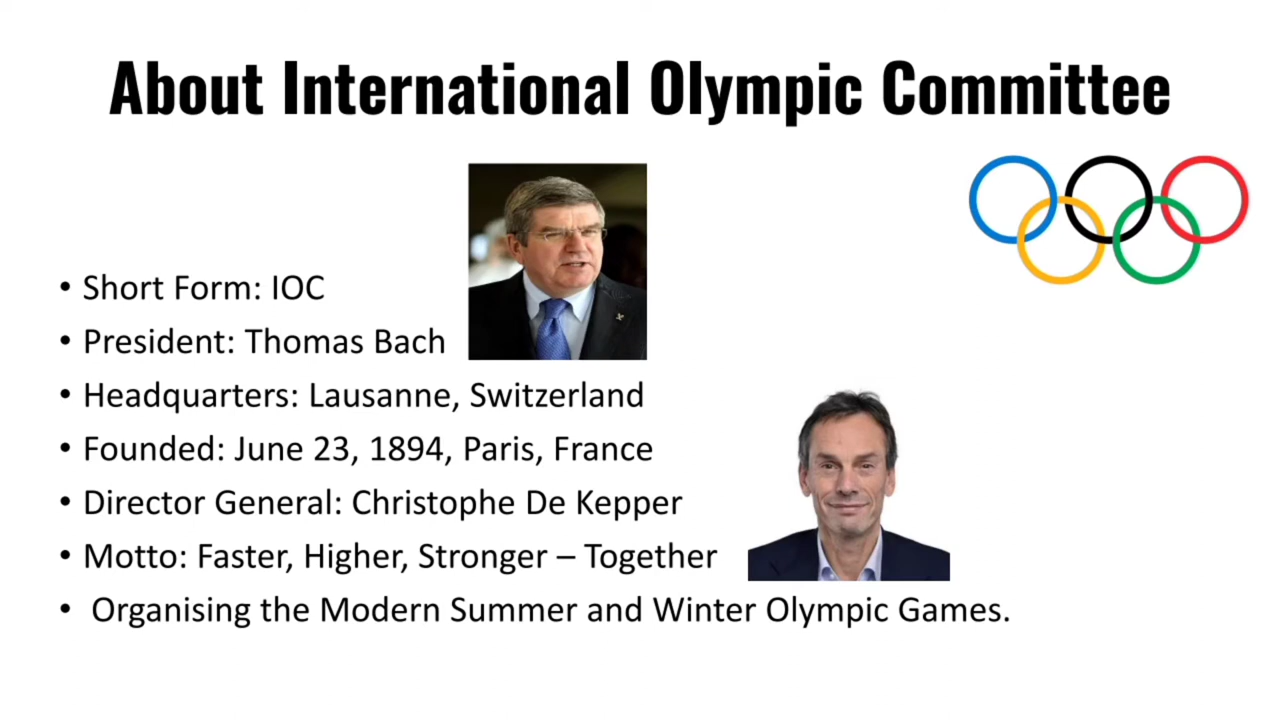 About International Olympic Committee
• Short Form: IOC
• President: Thomas Bach
• Headquarters: Lausanne, Switzerland
• Founded: June 23, 1894, Paris, France
• Director General: Christophe De Kepper
• Motto: Faster, Higher, Stronger – Together
• Organising the Modern Summer and Winter Olympic Games.